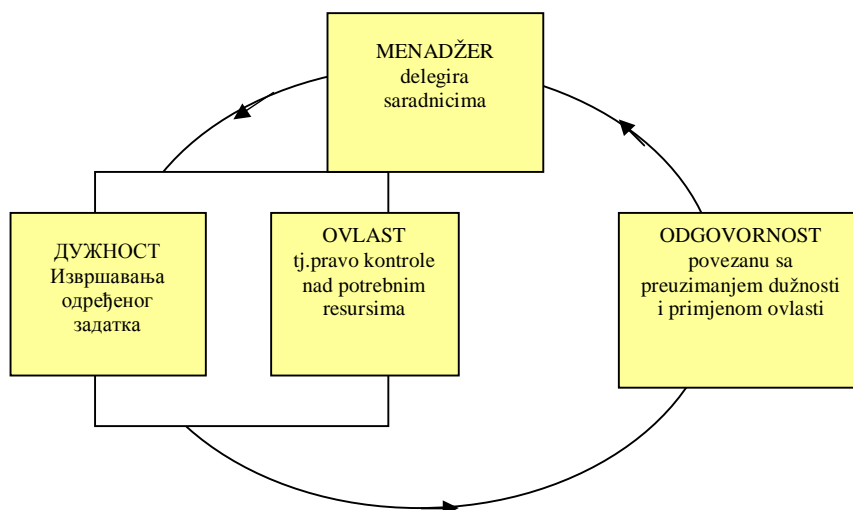 MENADŽER
delegira
saradnicima
ДУЖНОСТ
Извршавања
одређеног
задатка
OVLAST
tj.pravo kontrole
nad potrebnim
resursima
ODGOVORNOST
povezanu sa
preuzimanjem dužnosti
i primjenom ovlasti